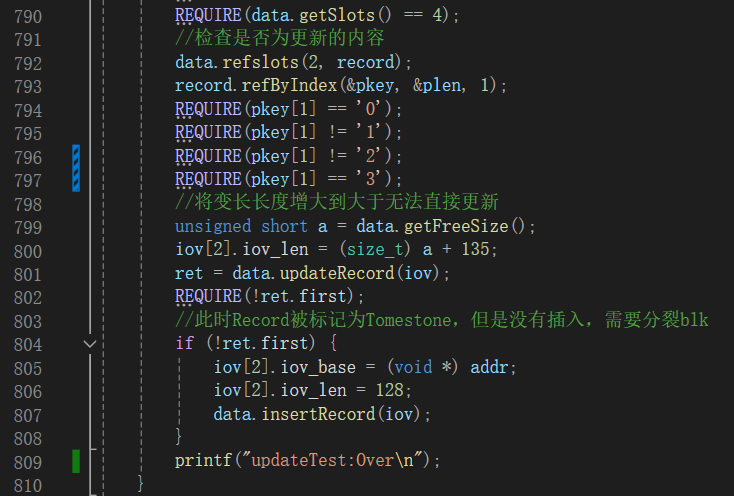 790 REQUIRE(data.getSlots() == 4);
791 //检查是否为更新的内容
792 data.refslots(2, record);
793 record.refByIndex(&pkey, &plen, 1);
794 REQUIRE(pkey[1] == '0');
795 REQUIRE(pkey[1] != '1');
796 REQUIRE(pkey[1] != '2');
797 REQUIRE(pkey[1] == '3');
798 //将变长长度增大到大于无法直接更新
799 unsigned short a = data.getFreeSize();
800 iov[2].iov_len = (size_t) a + 135;
801 ret = data.updateRecord(iov);
802 REQUIRE(!ret.first);
803 //此时Record被标记为Tomestone，但是没有插入，需要分裂blk
804 if (!ret.first) {
805 iov[2].iov_base = (void *) addr;
806 iov[2].iov_len = 128;
807 data.insertRecord(iov);
808 }
809 printf("updateTest:Over\n");
810 }